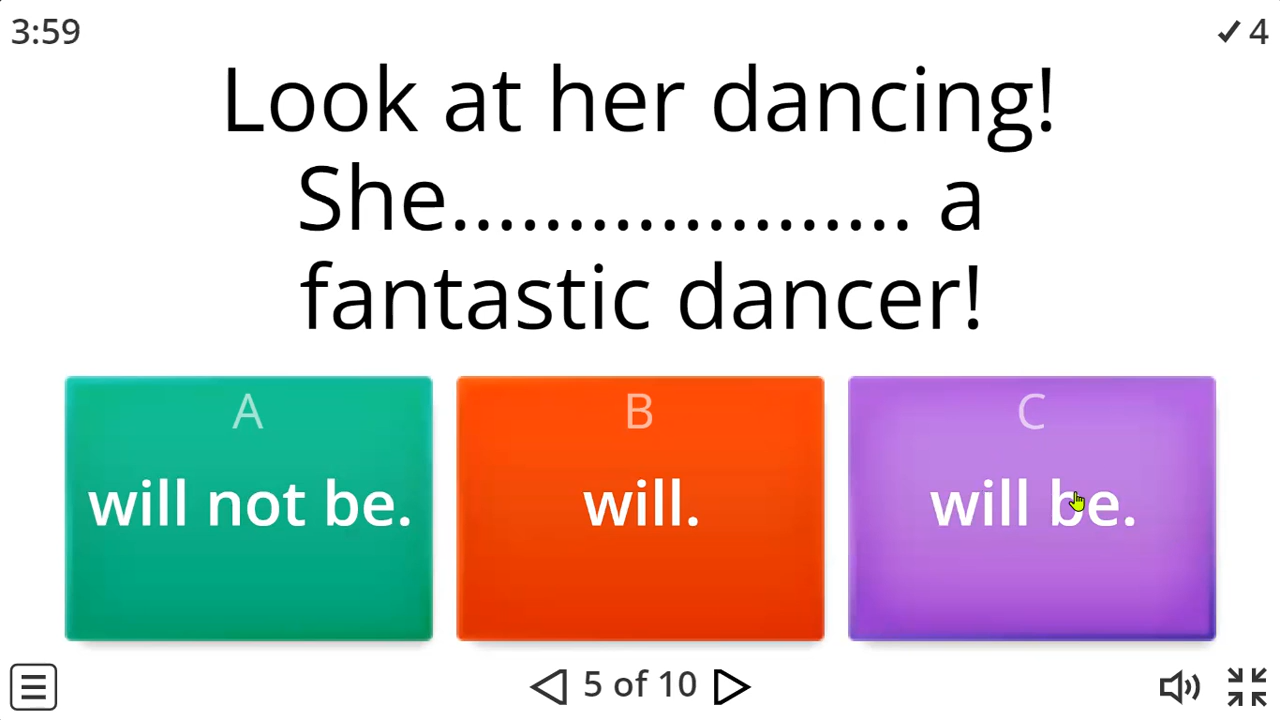 3:59
✓ 4
Look at her dancing!
She.................... a
fantastic dancer!
A
will not be.
B
will.
C
will be.
5 of 10